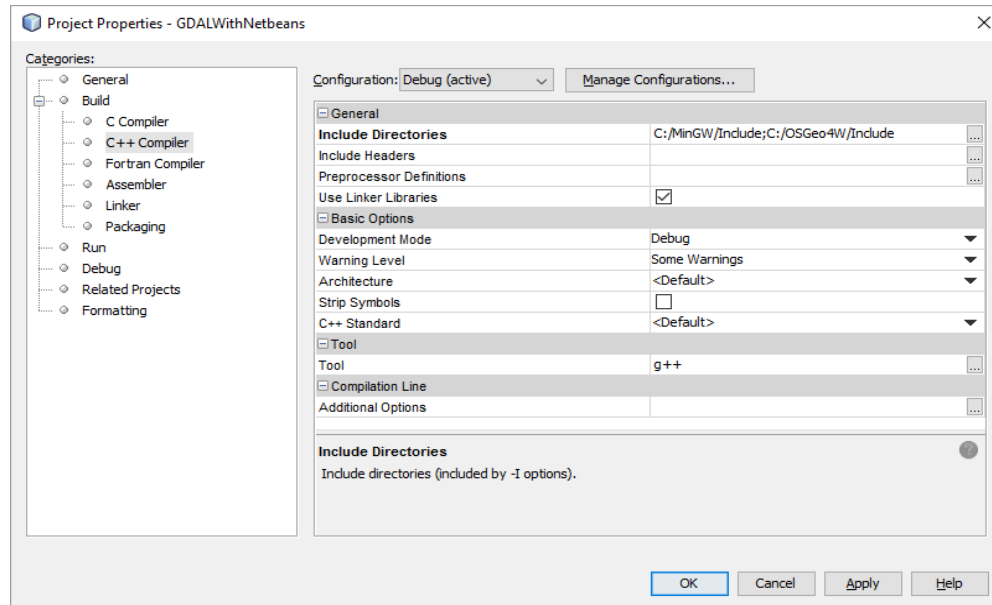 Project Properties - GDALWithNetbeans
Categories:
General
Build
C Compiler
C++ Compiler
Fortran Compiler
Assembler
Linker
Packaging
Run
Debug
Related Projects
Formatting
Configuration: Debug (active)
Manage Configurations...
General
Include Directories C:/MinGW/Include;C:/OSGeo4W/Include ...
Include Headers ...
Preprocessor Definitions ...
Use Linker Libraries
Basic Options
Development Mode Debug
Warning Level Some Warnings
Architecture <Default>
Strip Symbols
C++ Standard <Default>
Tool
Tool g++ ...
Compilation Line
Additional Options ...
Include Directories ?
Include directories (included by -I options).
OK Cancel Apply Help